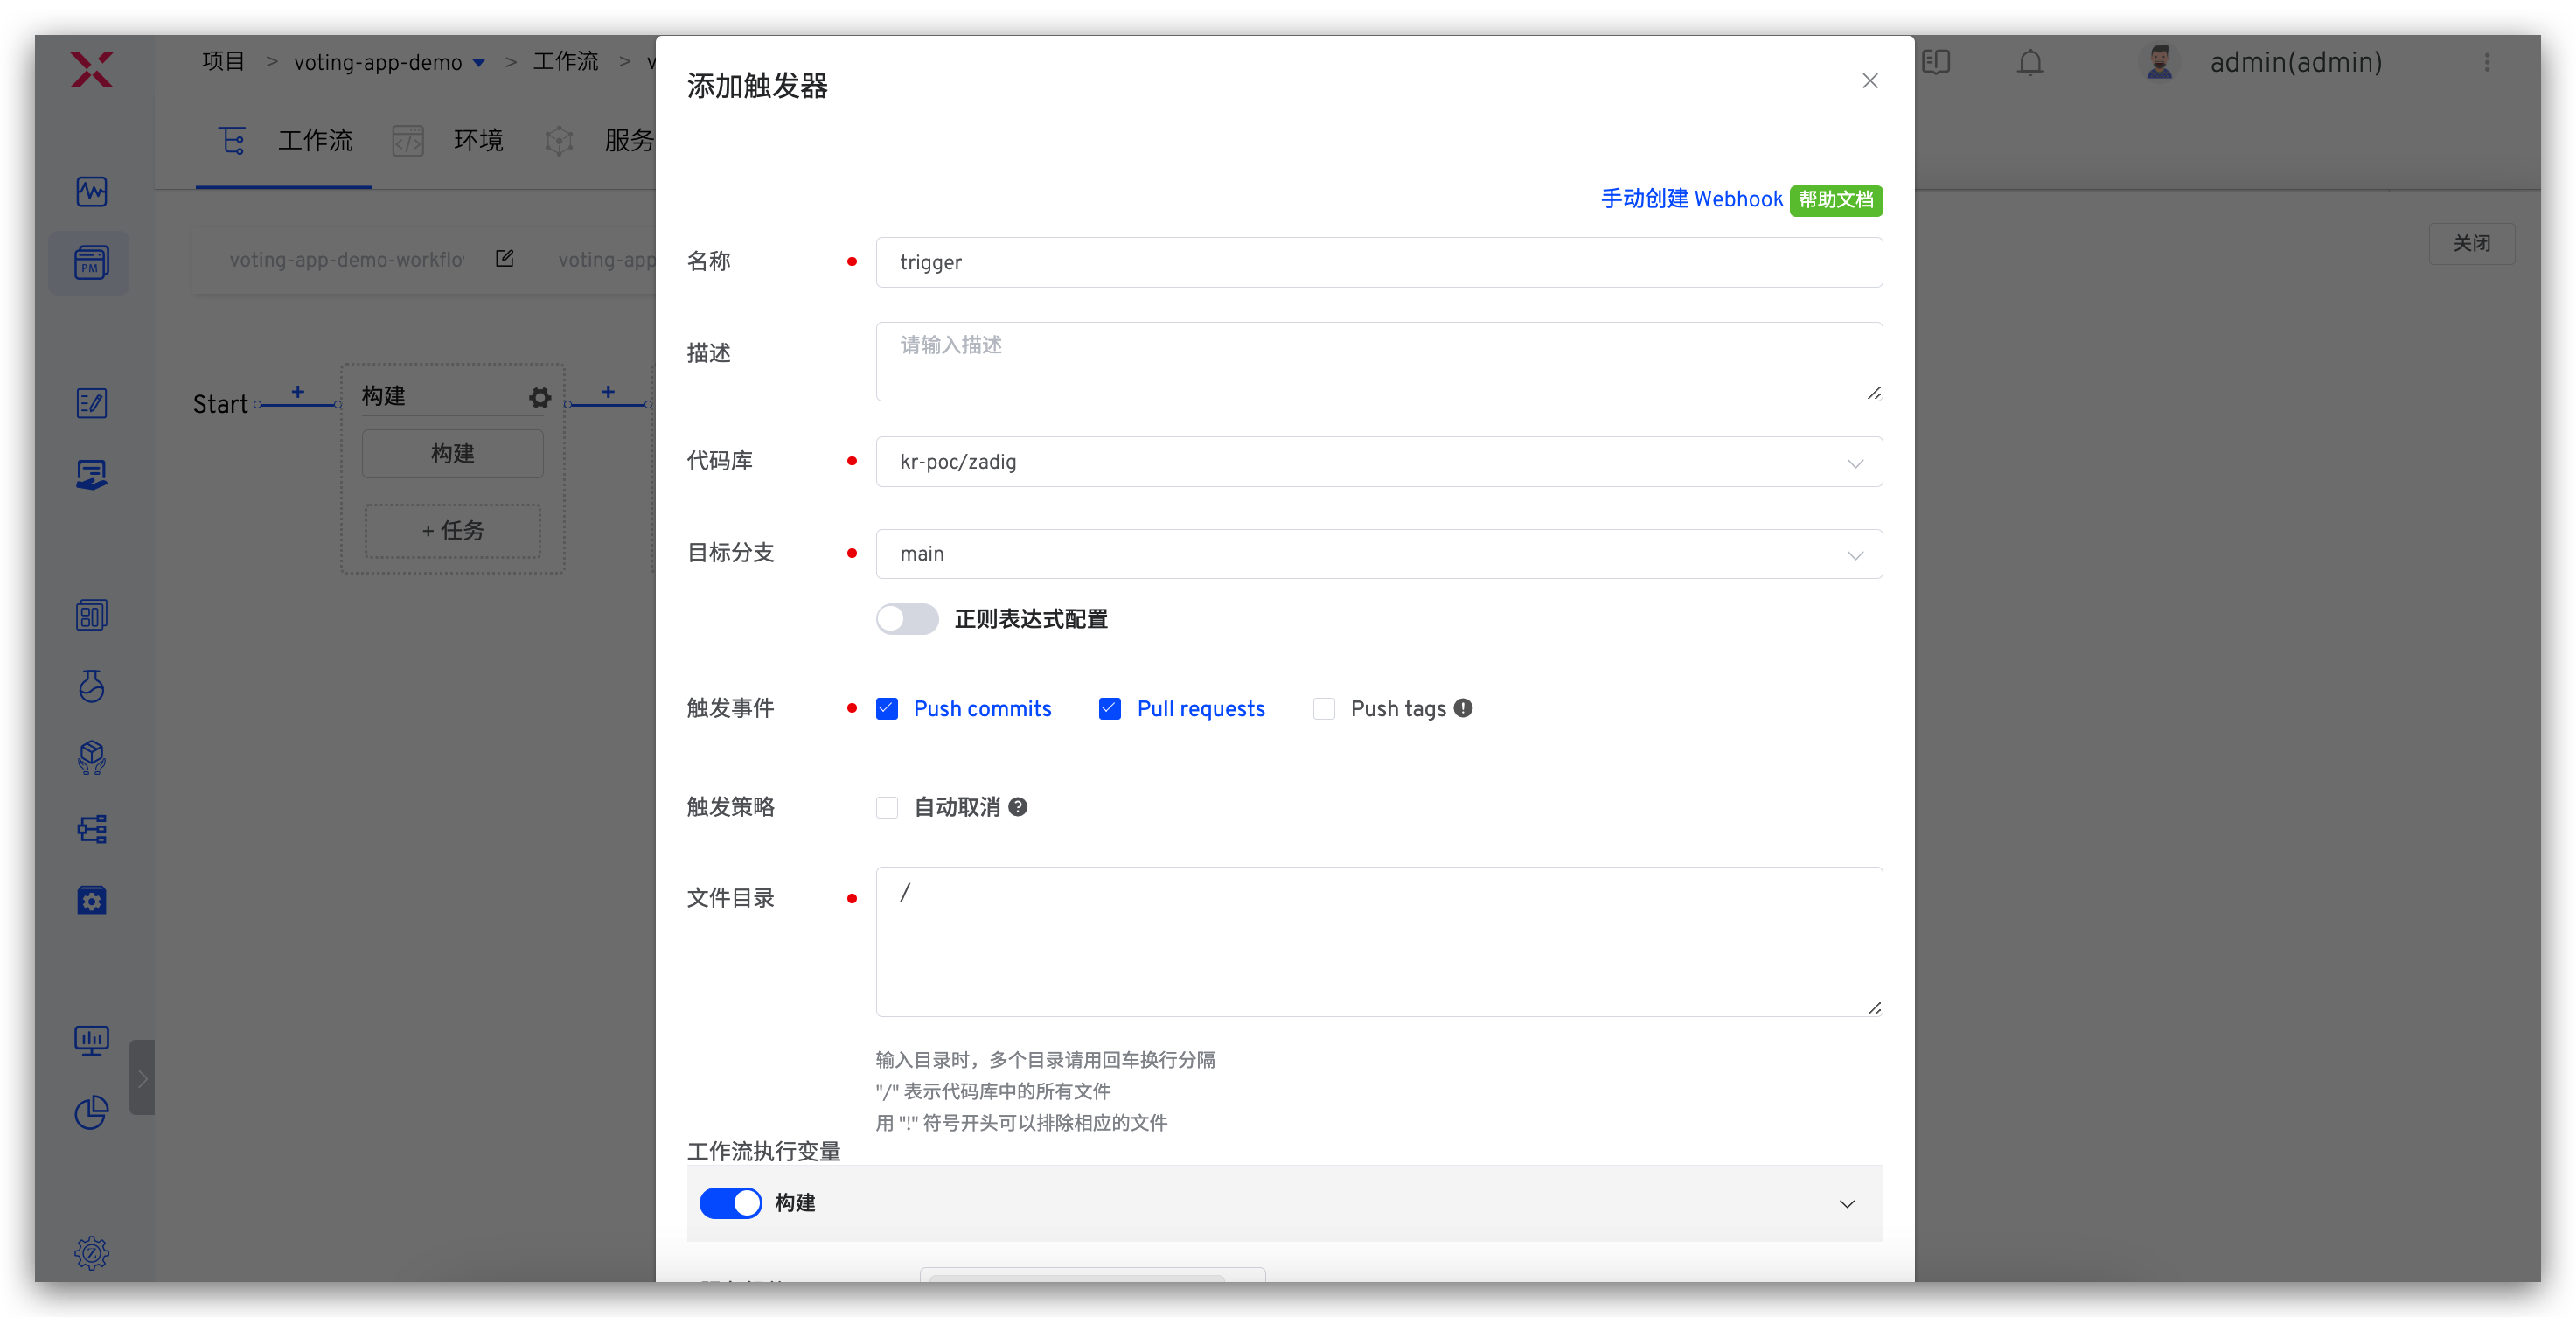 项目 > voting-app-demo > 工作流 >
admin(admin)
工作流 环境 服务
关闭
voting-app-demo-workflo
voting-app
Start
构建
构建
+ 任务
PM
添加触发器
手动创建 Webhook 帮助文档
名称 trigger
描述 请输入描述
代码库 kr-poc/zadig
目标分支 main
正则表达式配置
触发事件 Push commits Pull requests Push tags
触发策略 自动取消
文件目录 /
输入目录时，多个目录请用回车换行分隔
"/" 表示代码库中的所有文件
用 "!" 符号开头可以排除相应的文件
工作流执行变量
构建